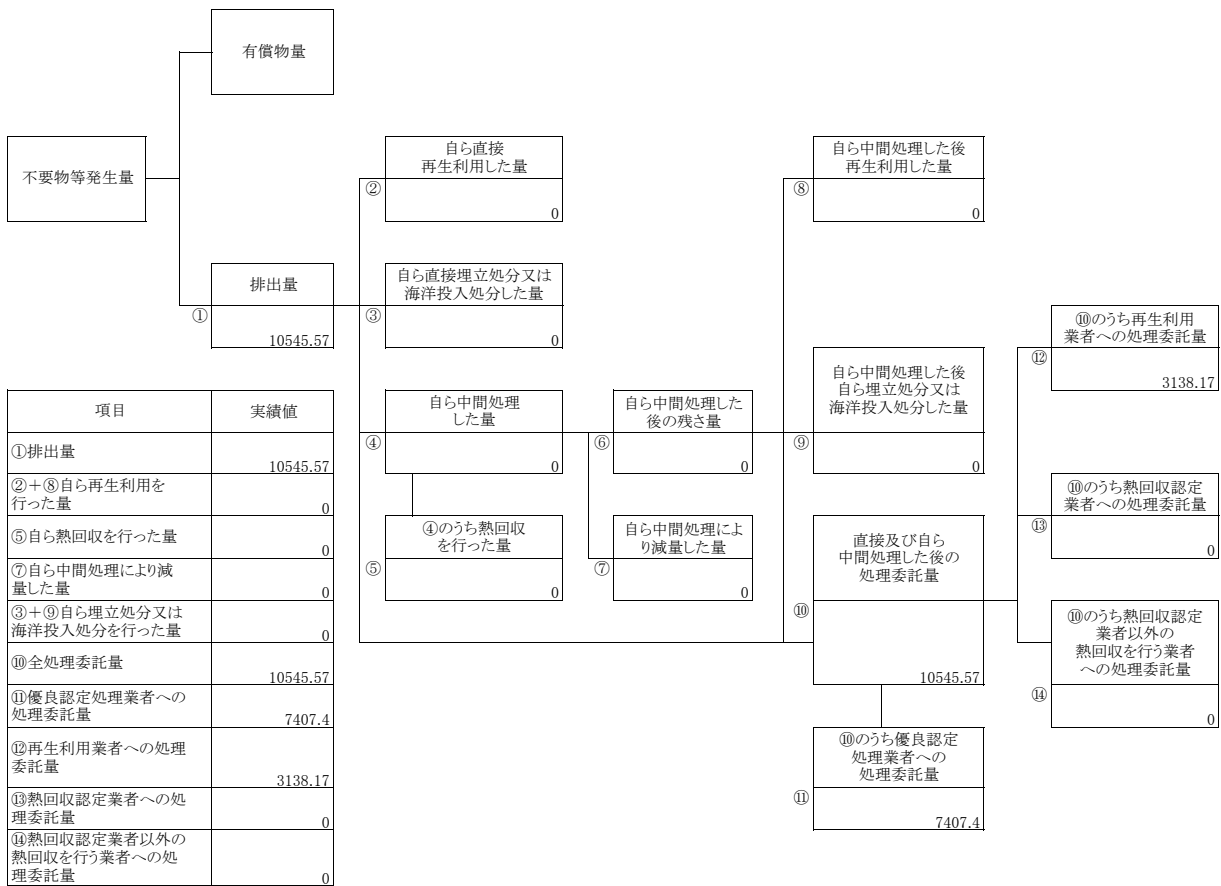 有償物量
不要物等発生量
自ら直接
再生利用した量
②
0
自ら中間処理した後
再生利用した量
⑧
0
排出量
①
10545.57
自ら直接埋立処分又は
海洋投入処分した量
③
0
⑩のうち再生利用
業者への処理委託量
⑫
3138.17
自ら中間処理
した量
④
0
自ら中間処理した
後の残さ量
⑥
0
自ら中間処理した後
自ら埋立処分又は
海洋投入処分した量
⑨
0
⑩のうち熱回収認定
業者への処理委託量
⑬
0
④のうち熱回収
を行った量
⑤
0
自ら中間処理によ
り減量した量
⑦
0
直接及び自ら
中間処理した後の
処理委託量
⑩
10545.57
⑩のうち熱回収認定
業者以外の
熱回収を行う業者
への処理委託量
⑭
0
⑩のうち優良認定
処理業者への
処理委託量
⑪
7407.4
項目 実績値
①排出量
10545.57
②+⑧自ら再生利用を
行った量
0
⑤自ら熱回収を行った量
0
⑦自ら中間処理により減
量した量
0
③+⑨自ら埋立処分又は
海洋投入処分を行った量
0
⑩全処理委託量
10545.57
⑪優良認定処理業者への
処理委託量
7407.4
⑫再生利用業者への処理
委託量
3138.17
⑬熱回収認定業者への処
理委託量
0
⑭熱回収認定業者以外の
熱回収を行う業者への処
理委託量
0